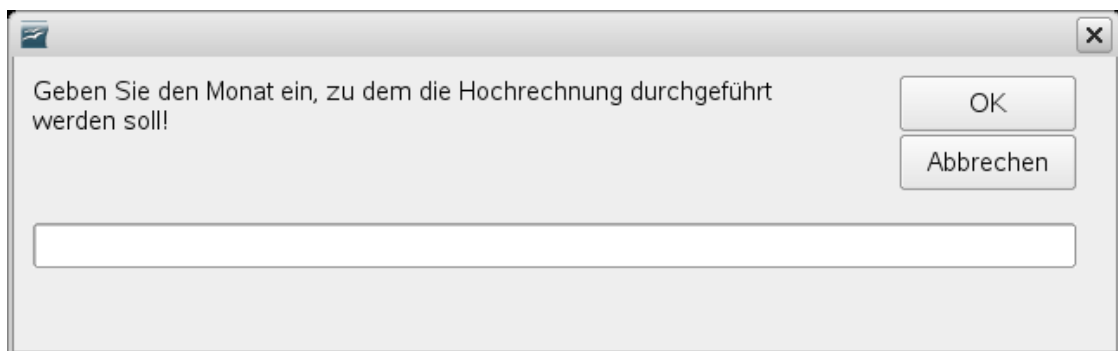 Geben Sie den Monat ein, zu dem die Hochrechnung durchgeführt
werden soll!
OK
Abbrechen